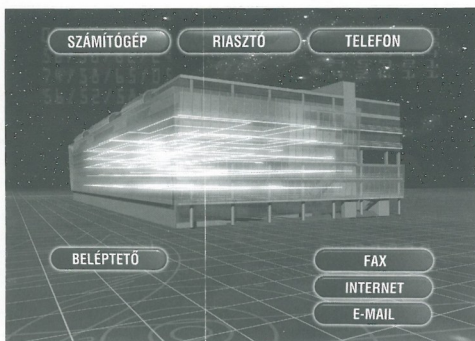 SZÁMÍTÓGÉP
RIASZTÓ
TELEFON
BELÉPTETŐ
FAX
INTERNET
E-MAIL